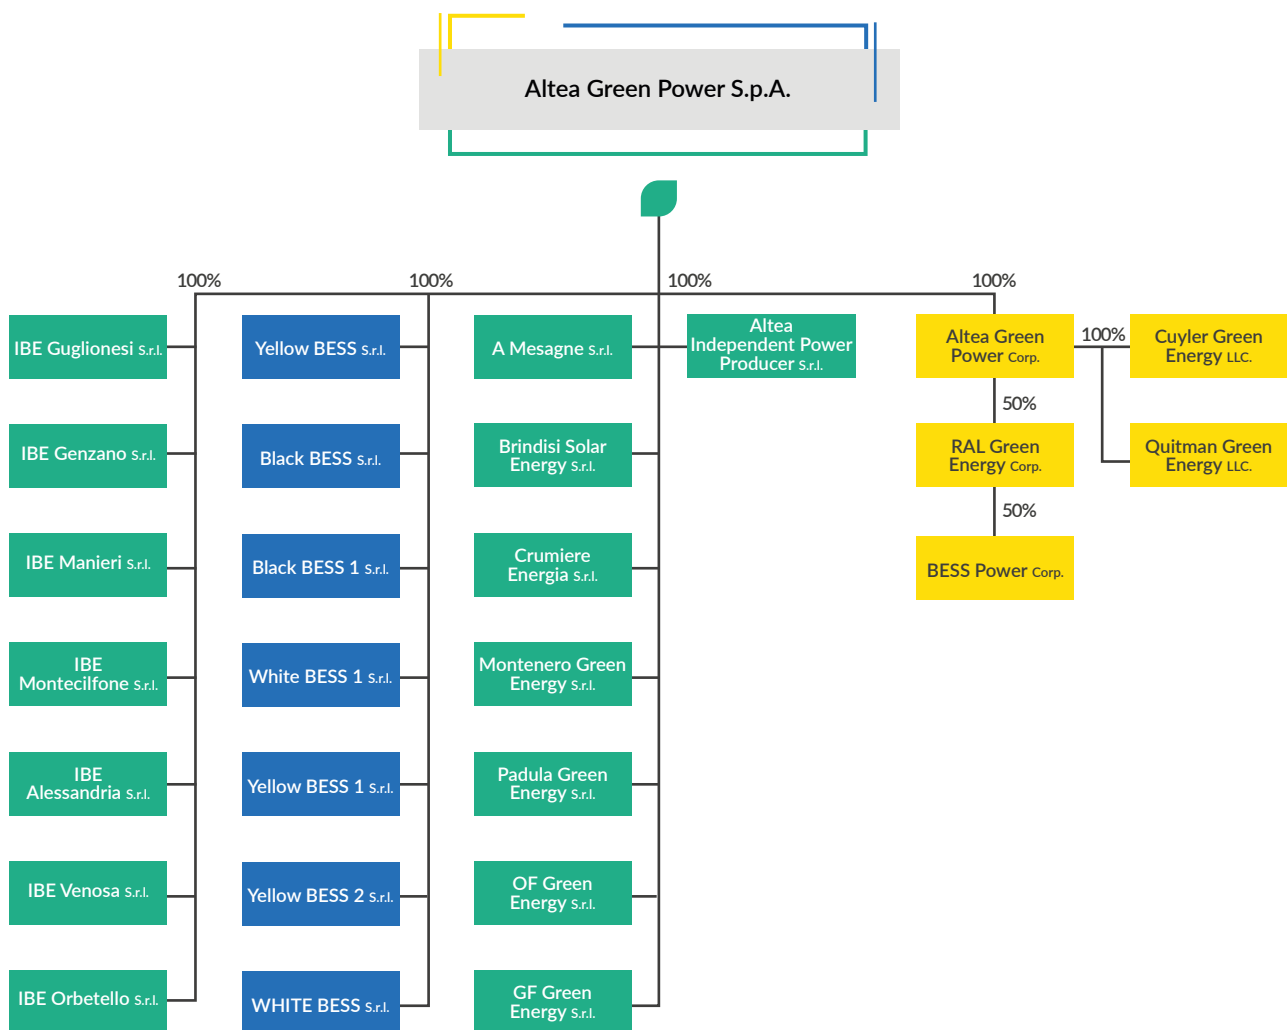 Altea Green Power S.p.A.
100%
100%
100%
100%
IBE Guglionesi S.r.l.
IBE Genzano S.r.l.
IBE Manieri S.r.l.
IBE
Montecilfone S.r.l.
IBE
Alessandria S.r.l.
IBE Venosa S.r.l.
IBE Orbetello S.r.l.
Yellow BESS S.r.l.
Black BESS S.r.l.
Black BESS 1 S.r.l.
White BESS 1 S.r.l.
Yellow BESS 1 S.r.l.
Yellow BESS 2 S.r.l.
WHITE BESS S.r.l.
A Mesagne S.r.l.
Brindisi Solar
Energy S.r.l.
Crumiere
Energia S.r.l.
Montenero Green
Energy S.r.l.
Padula Green
Energy S.r.l.
OF Green
Energy S.r.l.
GF Green
Energy S.r.l.
Altea
Independent Power
Producer S.r.l.
Altea Green
Power Corp.
50%
RAL Green
Energy Corp.
50%
BESS Power Corp.
100%
Cuyler Green
Energy LLC.
Quitman Green
Energy LLC.